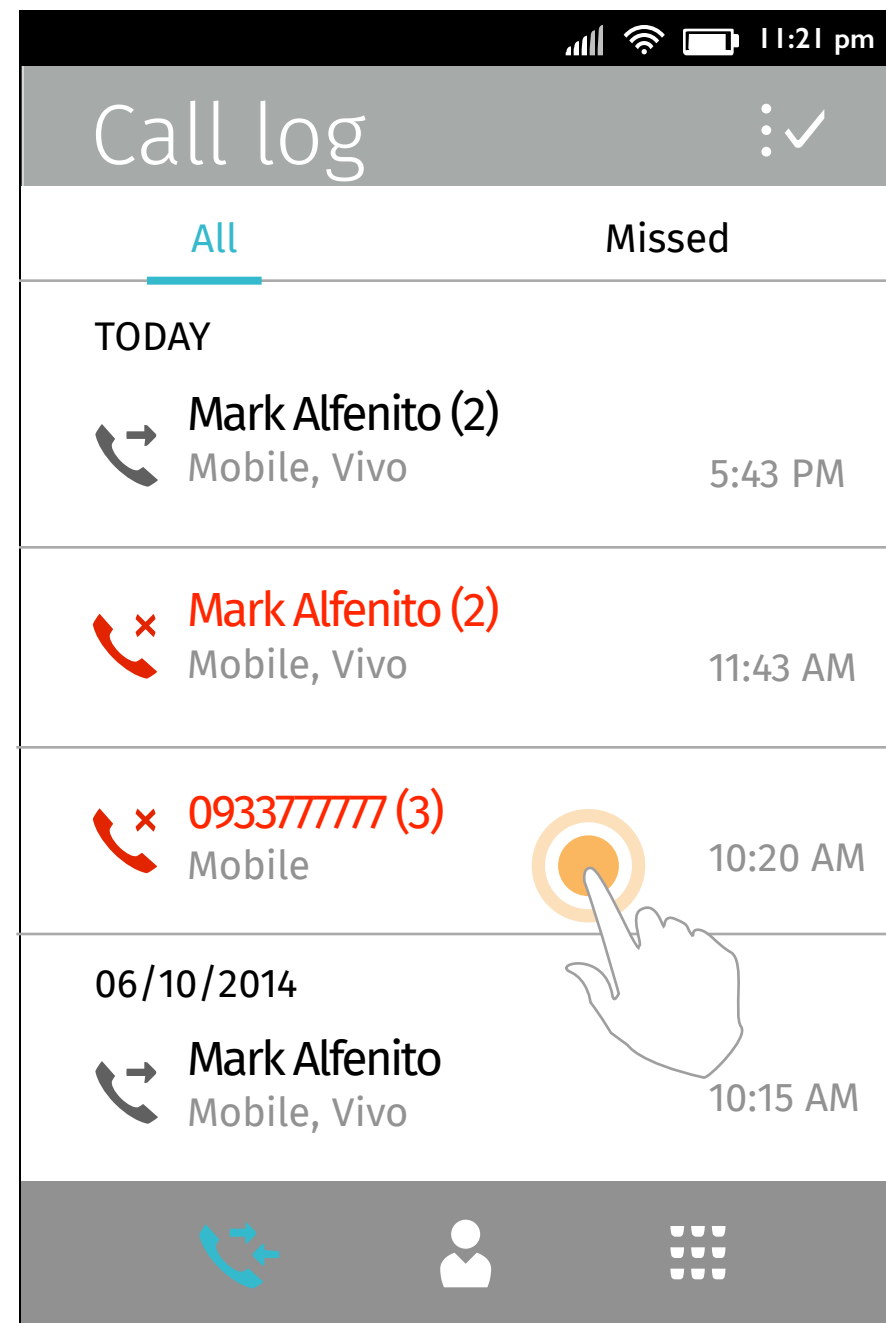 11:21 pm
Call log
All Missed
TODAY
Mark Alfenito (2)
Mobile, Vivo
5:43 PM
Mark Alfenito (2)
Mobile, Vivo
11:43 AM
0933777777 (3)
Mobile
10:20 AM
06/10/2014
Mark Alfenito
Mobile, Vivo
10:15 AM